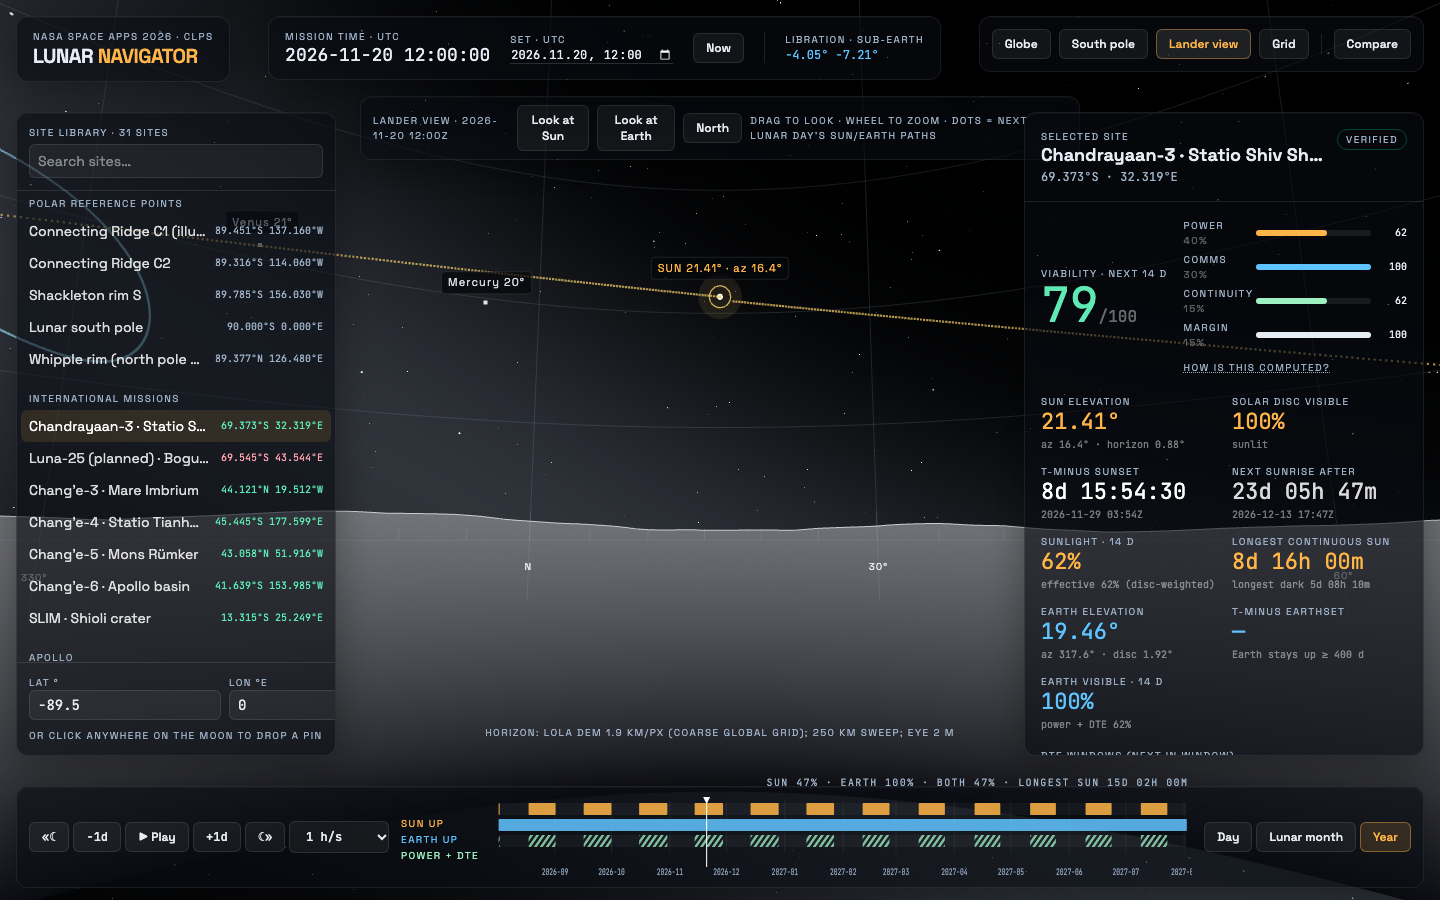 NASA SPACE APPS 2026 · CLPS
LUNAR NAVIGATOR
MISSION TIME · UTC
2026-11-20 12:00:00
SET · UTC
2026.11.20, 12:00
Now
LIBRATION · SUB-EARTH
-4.05° -7.21°
Globe
South pole
Lander view
Grid
Compare
LANDER VIEW · 2026-11-20 12:00Z
Look at Sun
Look at Earth
North
DRAG TO LOOK · WHEEL TO ZOOM · DOTS = NEXT
LUNAR DAY'S SUN/EARTH PATHS
SITE LIBRARY · 31 SITES
Search sites…
POLAR REFERENCE POINTS
Venus 21°
Connecting Ridge C1 (illu… 89.451°S 137.160°W
Connecting Ridge C2 89.316°S 114.060°W
Shackleton rim S 89.785°S 156.030°W
Lunar south pole 90.000°S 0.000°E
Whipple rim (north pole … 89.377°N 126.480°E
INTERNATIONAL MISSIONS
Chandrayaan-3 · Statio S… 69.373°S 32.319°E
Luna-25 (planned) · Bogu… 69.545°S 43.544°E
Chang'e-3 · Mare Imbrium 44.121°N 19.512°W
Chang'e-4 · Statio Tianh… 45.445°S 177.599°E
Chang'e-5 · Mons Rümker 43.058°N 51.916°W
330°
Chang'e-6 · Apollo basin 41.639°S 153.985°W
SLIM · Shioli crater 13.315°S 25.249°E
APOLLO
LAT °
LON °E
-89.5
0
OR CLICK ANYWHERE ON THE MOON TO DROP A PIN
Mercury 20°
SUN 21.41° · az 16.4°
N
30°
60°
HORIZON: LOLA DEM 1.9 KM/PX (COARSE GLOBAL GRID); 250 KM SWEEP; EYE 2 M
SELECTED SITE
VERIFIED
Chandrayaan-3 · Statio Shiv Sh…
69.373°S · 32.319°E
VIABILITY · NEXT 14 D
79/100
POWER 40% 62
COMMS 30% 100
CONTINUITY 15% 62
MARGIN 15% 100
HOW IS THIS COMPUTED?
SUN ELEVATION
21.41°
az 16.4° · horizon 0.88°
SOLAR DISC VISIBLE
100%
sunlit
T-MINUS SUNSET
8d 15:54:30
2026-11-29 03:54Z
NEXT SUNRISE AFTER
23d 05h 47m
2026-12-13 17:47Z
SUNLIGHT · 14 D
62%
effective 62% (disc-weighted)
LONGEST CONTINUOUS SUN
8d 16h 00m
longest dark 5d 08h 10m
EARTH ELEVATION
19.46°
az 317.6° · disc 1.92°
T-MINUS EARTHSET
—
Earth stays up ≥ 400 d
EARTH VISIBLE · 14 D
100%
power + DTE 62%
DTE WINDOWS (NEXT IN WINDOW)
SUN 47% · EARTH 100% · BOTH 47% · LONGEST SUN 15D 02H 00M
«☾
-1d
▶ Play
+1d
☾»
1 h/s
SUN UP
EARTH UP
POWER + DTE
2026-09 2026-10 2026-11 2026-12 2027-01 2027-02 2027-03 2027-04 2027-05 2027-06 2027-07 2027-0
Day
Lunar month
Year